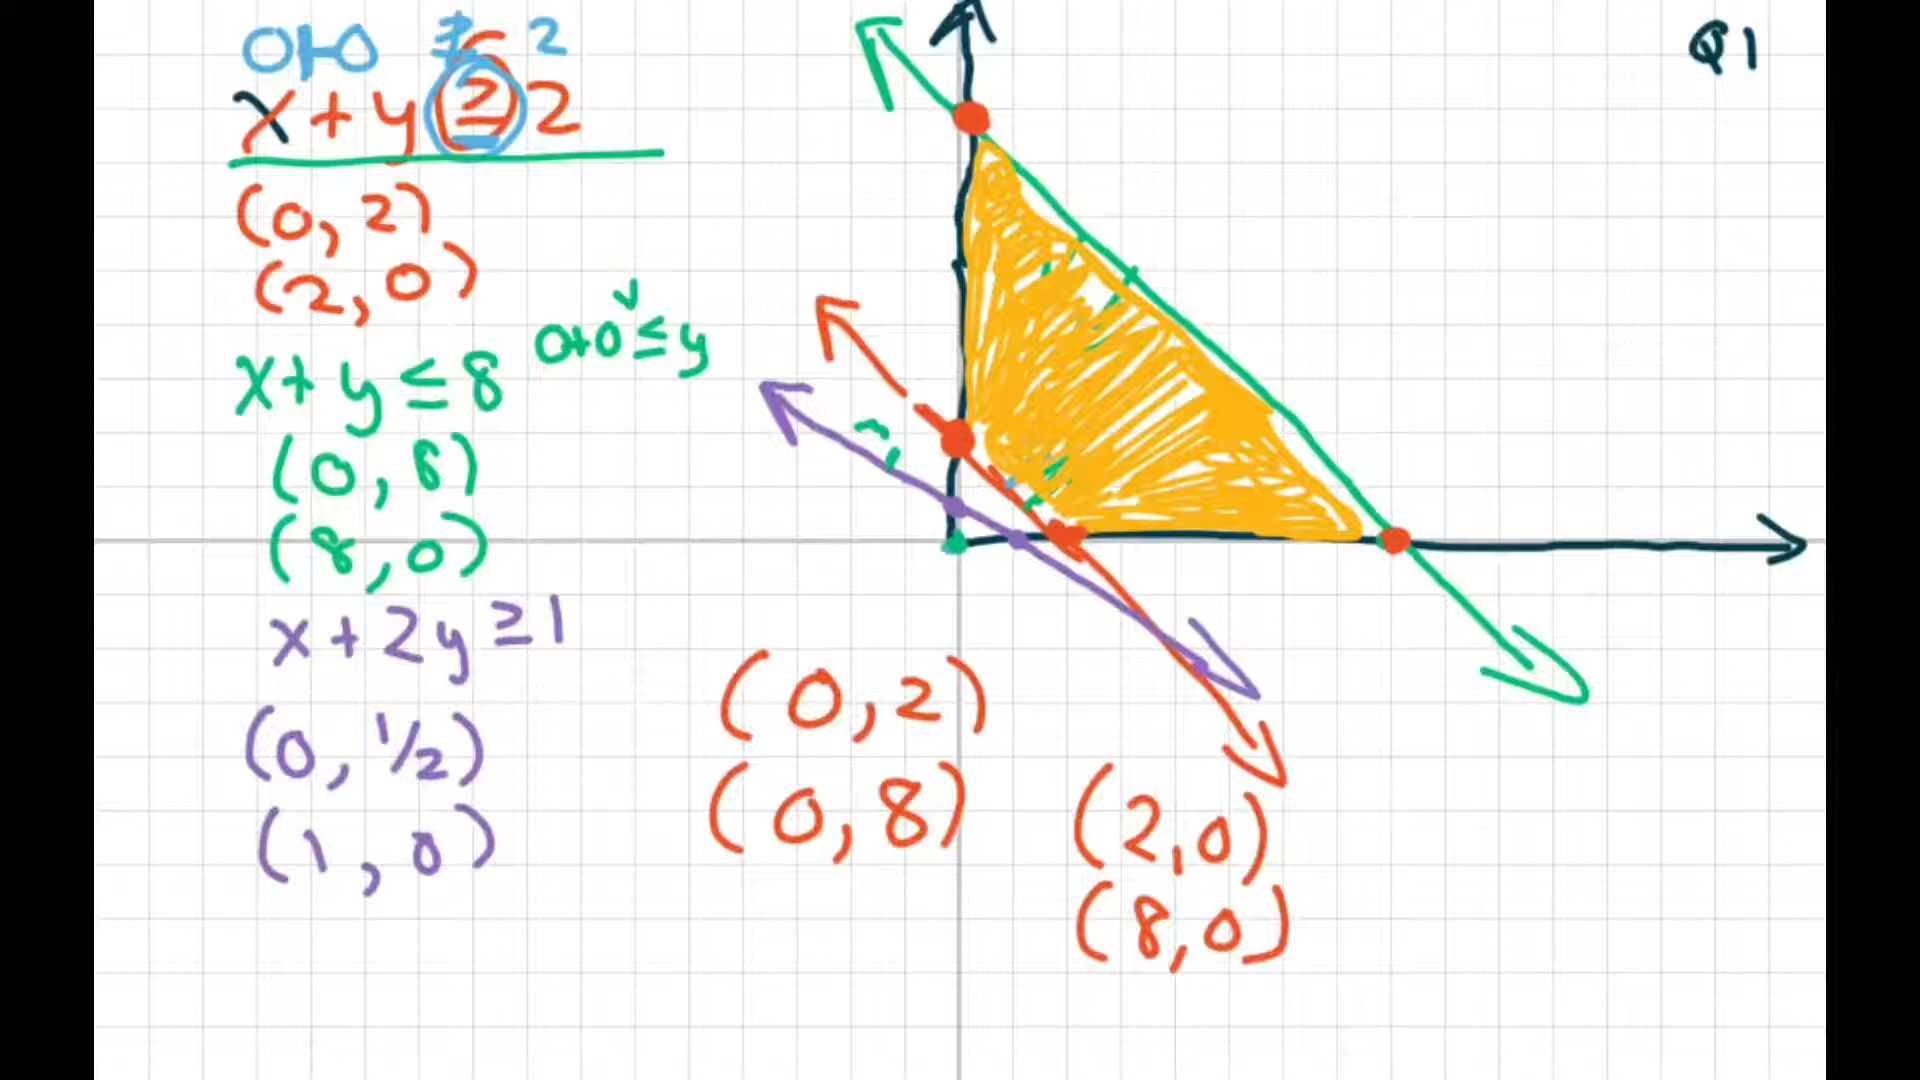 Q1
0+0 ≱ 2
x + y ≥ 2
(0, 2)
(2, 0)
x + y ≤ 8
0+0 ≤ y
(0, 8)
(8, 0)
x + 2y ≥ 1
(0, 1/2)
(1, 0)
(0, 2)
(0, 8)
(2, 0)
(8, 0)